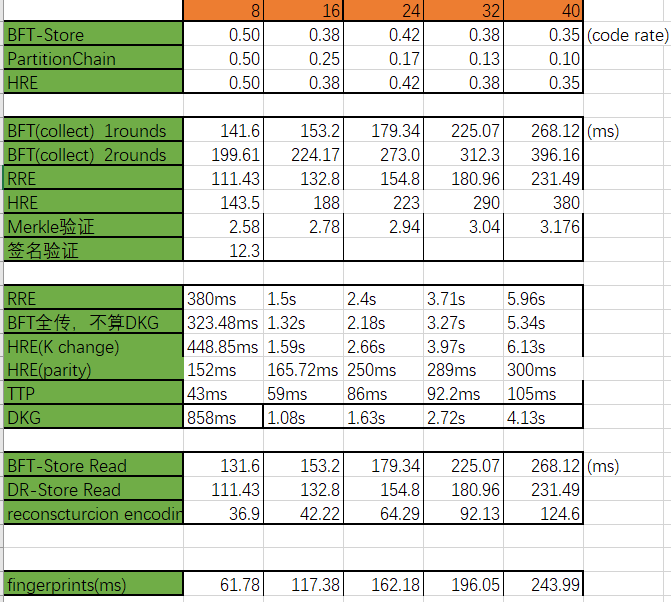 8 16 24 32 40
BFT-Store 0.50 0.38 0.42 0.38 0.35 (code rate)
PartitionChain 0.50 0.25 0.17 0.13 0.10
HRE 0.50 0.38 0.42 0.38 0.35
BFT(collect) 1rounds 141.6 153.2 179.34 225.07 268.12 (ms)
BFT(collect) 2rounds 199.61 224.17 273.0 312.3 396.16
RRE 111.43 132.8 154.8 180.96 231.49
HRE 143.5 188 223 290 380
Merkle验证 2.58 2.78 2.94 3.04 3.176
签名验证 12.3
RRE 380ms 1.5s 2.4s 3.71s 5.96s
BFT全传，不算DKG 323.48ms 1.32s 2.18s 3.27s 5.34s
HRE(K change) 448.85ms 1.59s 2.66s 3.97s 6.13s
HRE(parity) 152ms 165.72ms 250ms 289ms 300ms
TTP 43ms 59ms 86ms 92.2ms 105ms
DKG 858ms 1.08s 1.63s 2.72s 4.13s
BFT-Store Read 131.6 153.2 179.34 225.07 268.12 (ms)
DR-Store Read 111.43 132.8 154.8 180.96 231.49
reconscturcion encodin 36.9 42.22 64.29 92.13 124.6
fingerprints(ms) 61.78 117.38 162.18 196.05 243.99